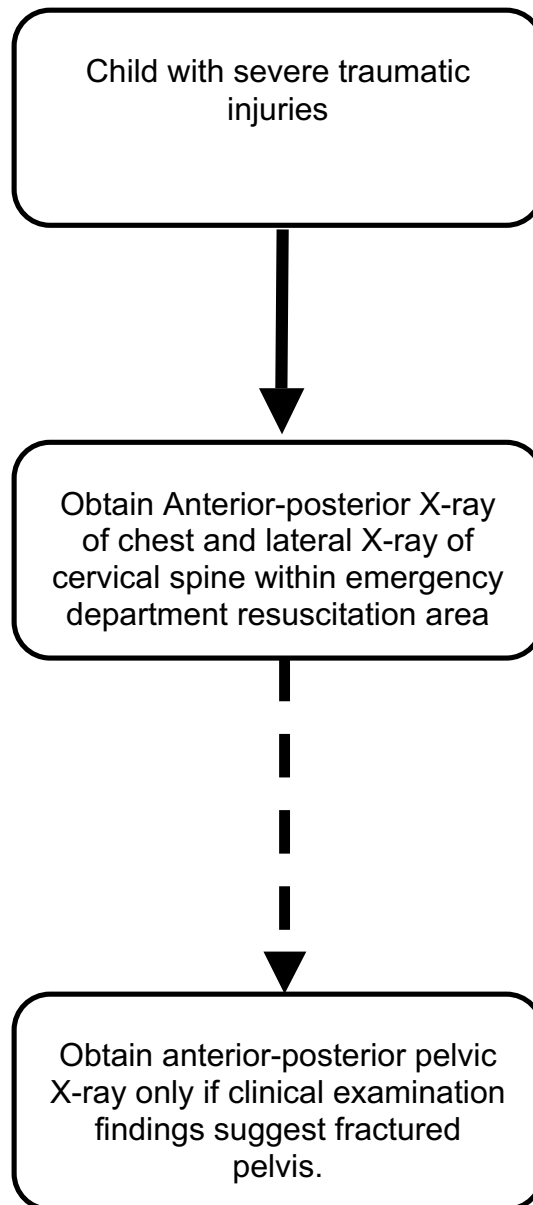 Child with severe traumatic
injuries
Obtain Anterior-posterior X-ray
of chest and lateral X-ray of
cervical spine within emergency
department resuscitation area
Obtain anterior-posterior pelvic
X-ray only if clinical examination
findings suggest fractured
pelvis.